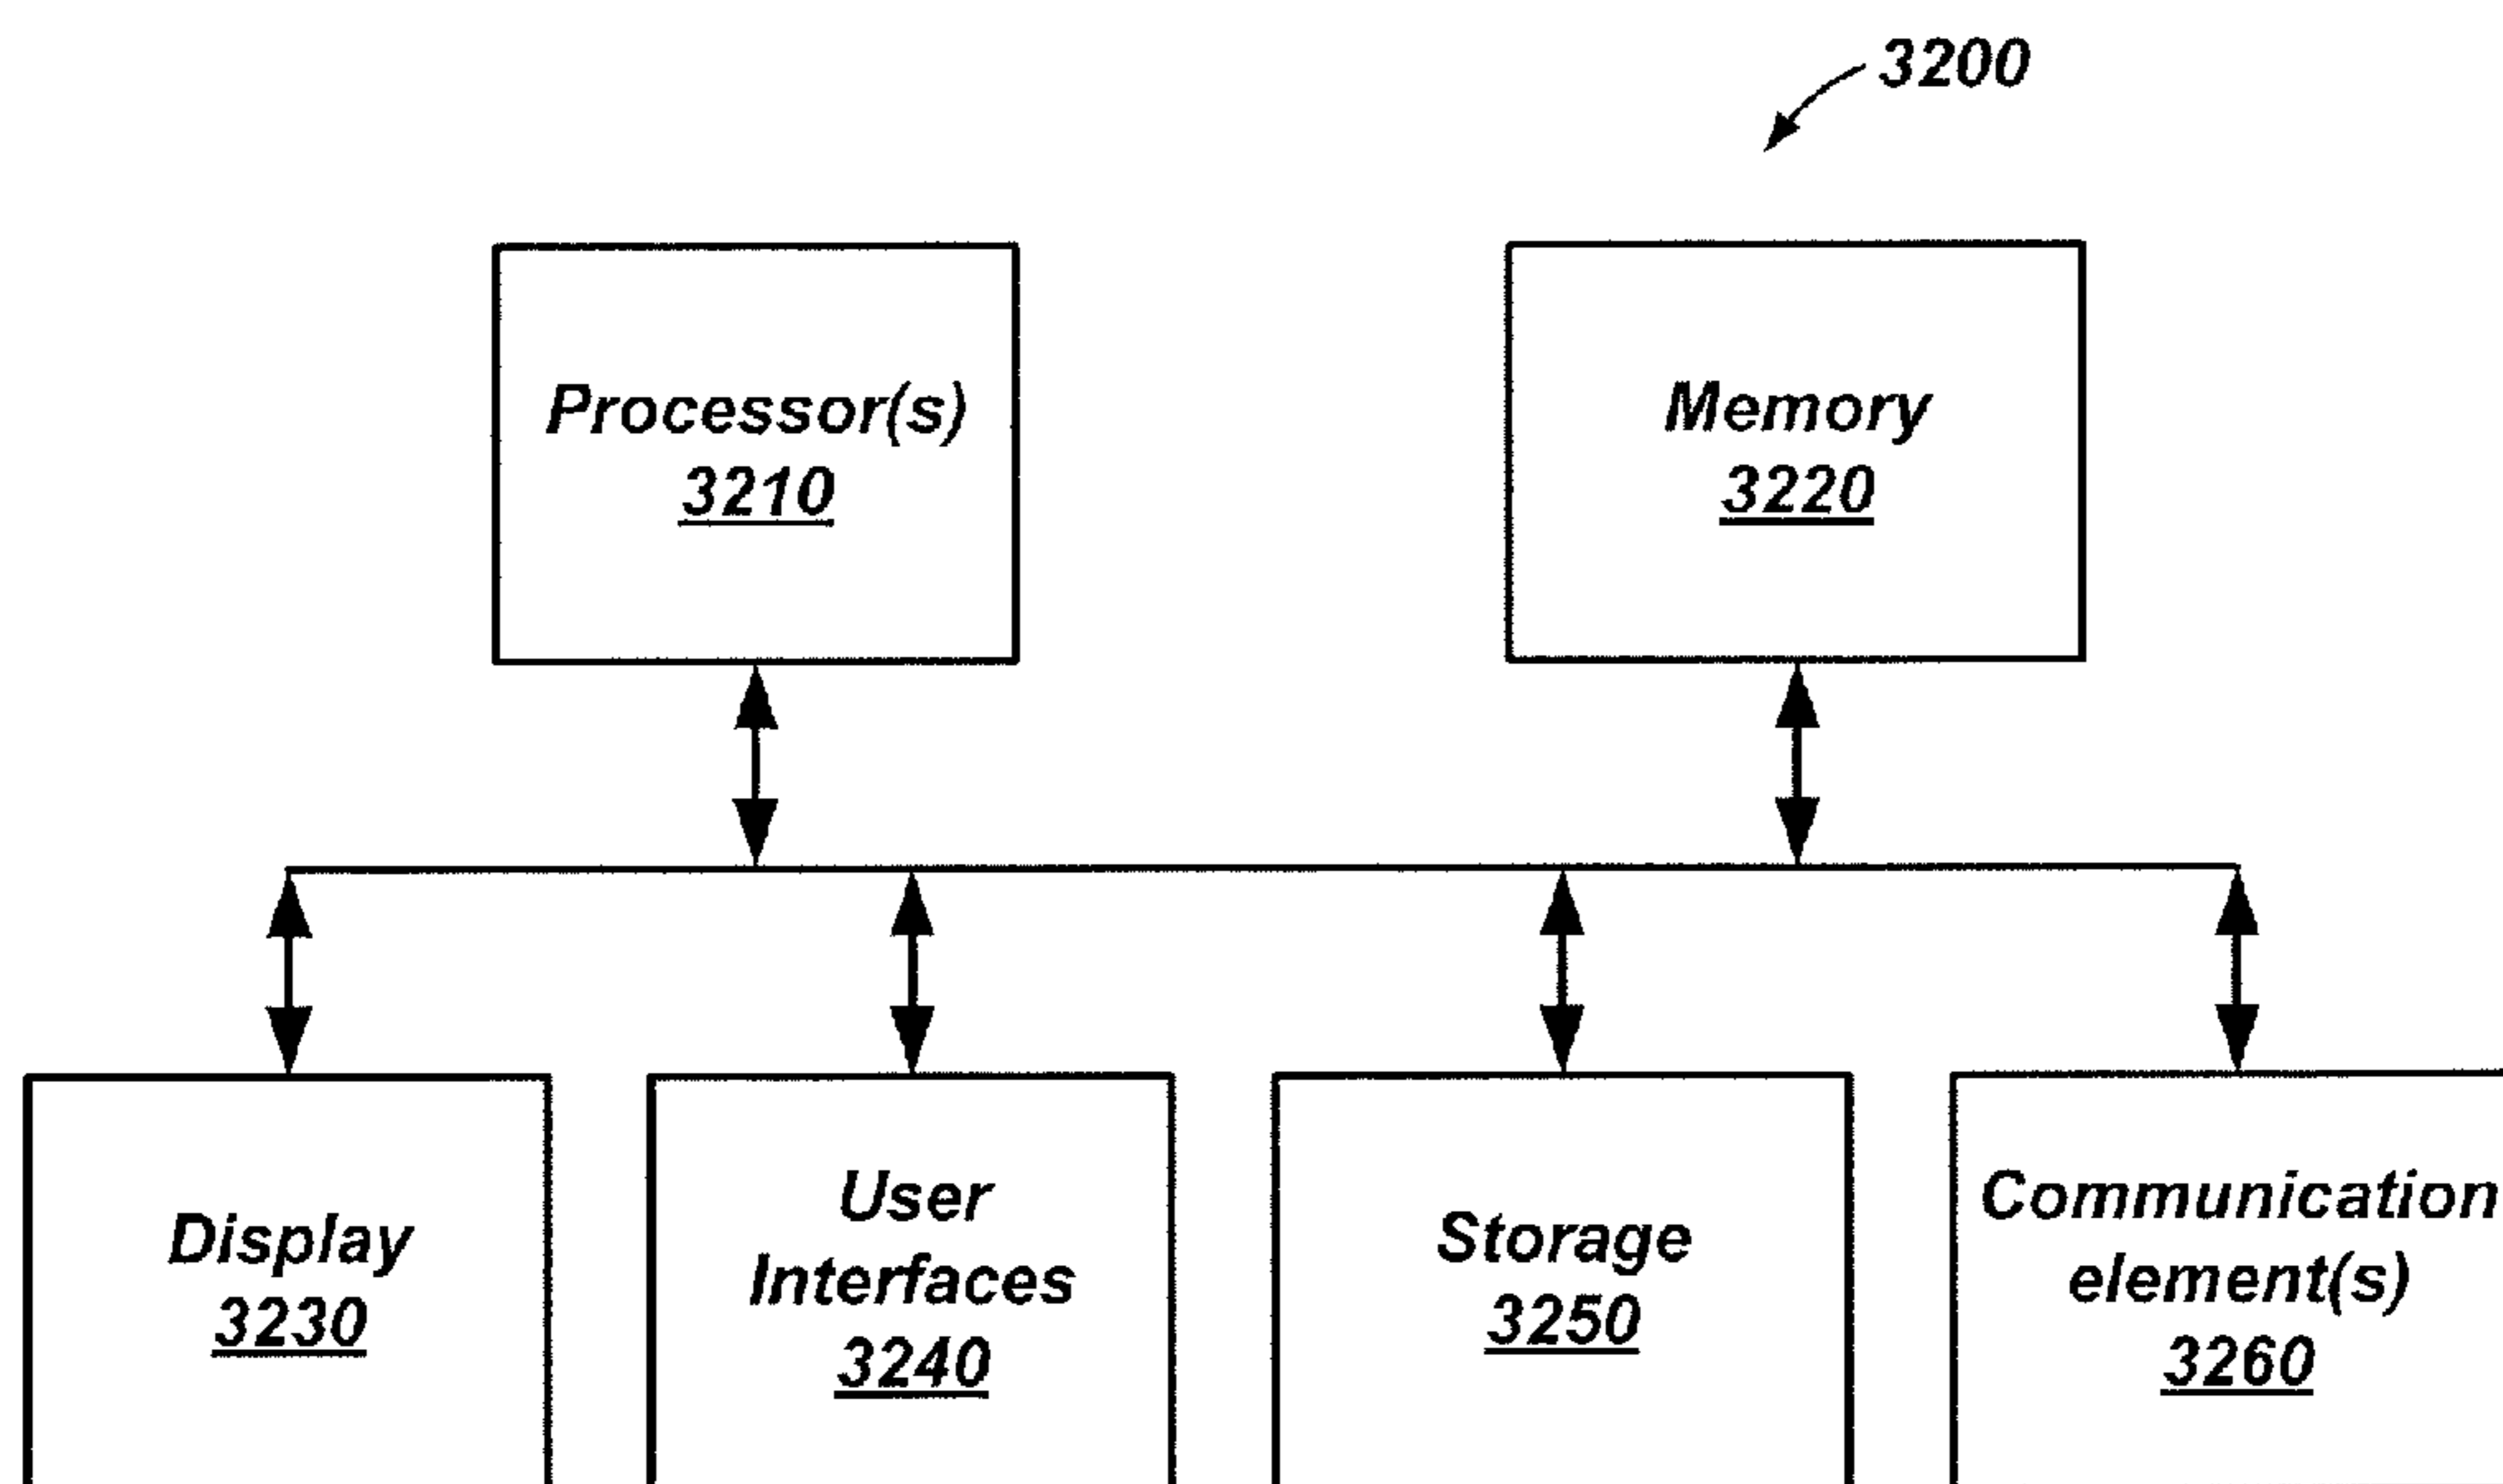 3200
Processor(s)
3210
Memory
3220
Display
3230
User
Interfaces
3240
Storage
3250
Communication
element(s)
3260